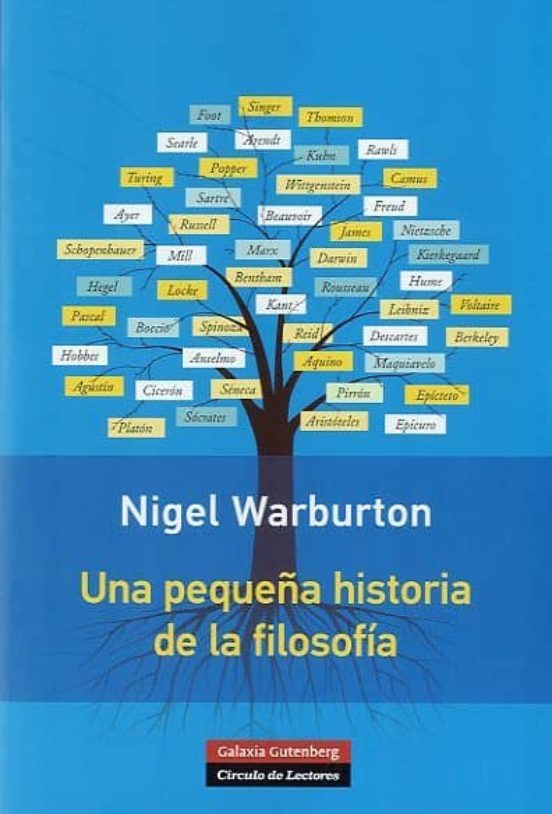 Singer
Foot
Thomson
Searle
Arendt
Kuhn
Rawls
Turing
Popper
Wittgenstein
Camus
Sartre
Freud
Ayer
Russell
Beauvoir
James
Nietzsche
Schopenhauer
Mill
Marx
Darwin
Kierkegaard
Hegel
Locke
Bentham
Rousseau
Hume
Pascal
Boecio
Spinoza
Kant
Reid
Leibniz
Voltaire
Descartes
Berkeley
Hobbes
Anselmo
Aquino
Maquiavelo
Agustín
Cicerón
Séneca
Pirrón
Epícteto
Platón
Sócrates
Aristóteles
Epicuro
Nigel Warburton
Una pequeña historia
de la filosofía
Galaxia Gutenberg
Círculo de Lectores